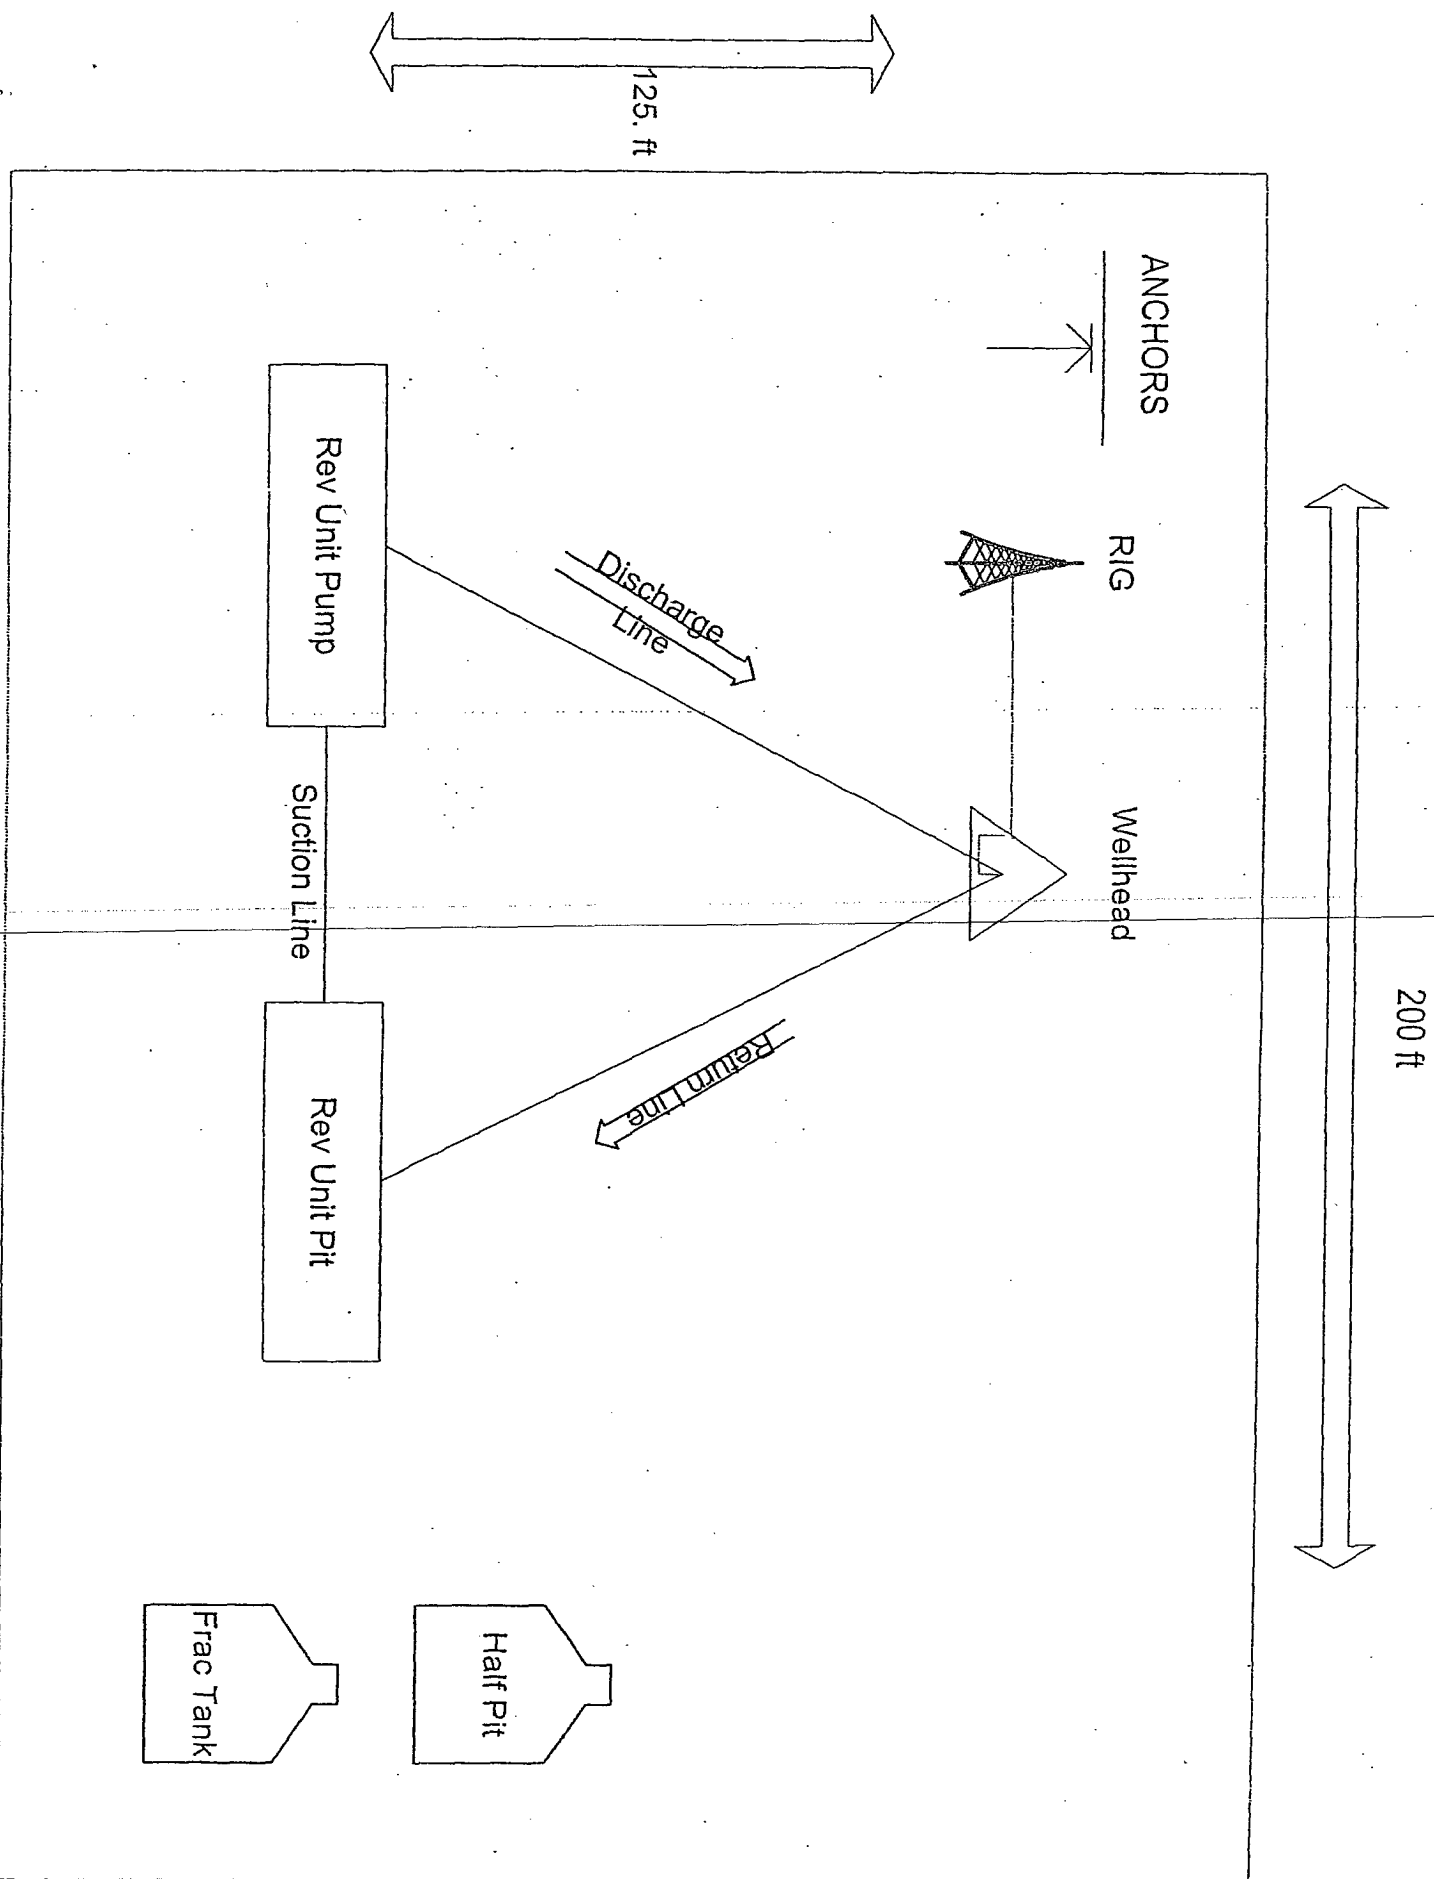 200 ft
125. ft
ANCHORS
RIG
Wellhead
Discharge
Line
Return Line
Rev Unit Pump
Suction Line
Rev Unit Pit
Half Pit
Frac Tank